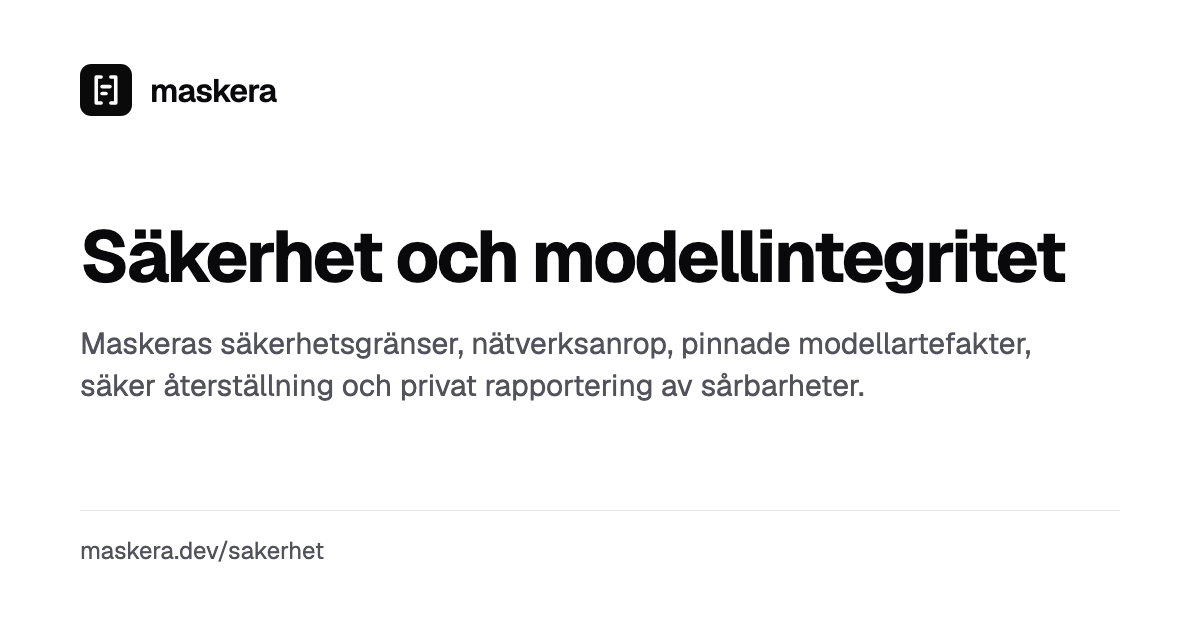 maskera
Säkerhet och modellintegritet
Maskeras säkerhetsgränser, nätverksanrop, pinnade modellartefakter,
säker återställning och privat rapportering av sårbarheter.
maskera.dev/sakerhet